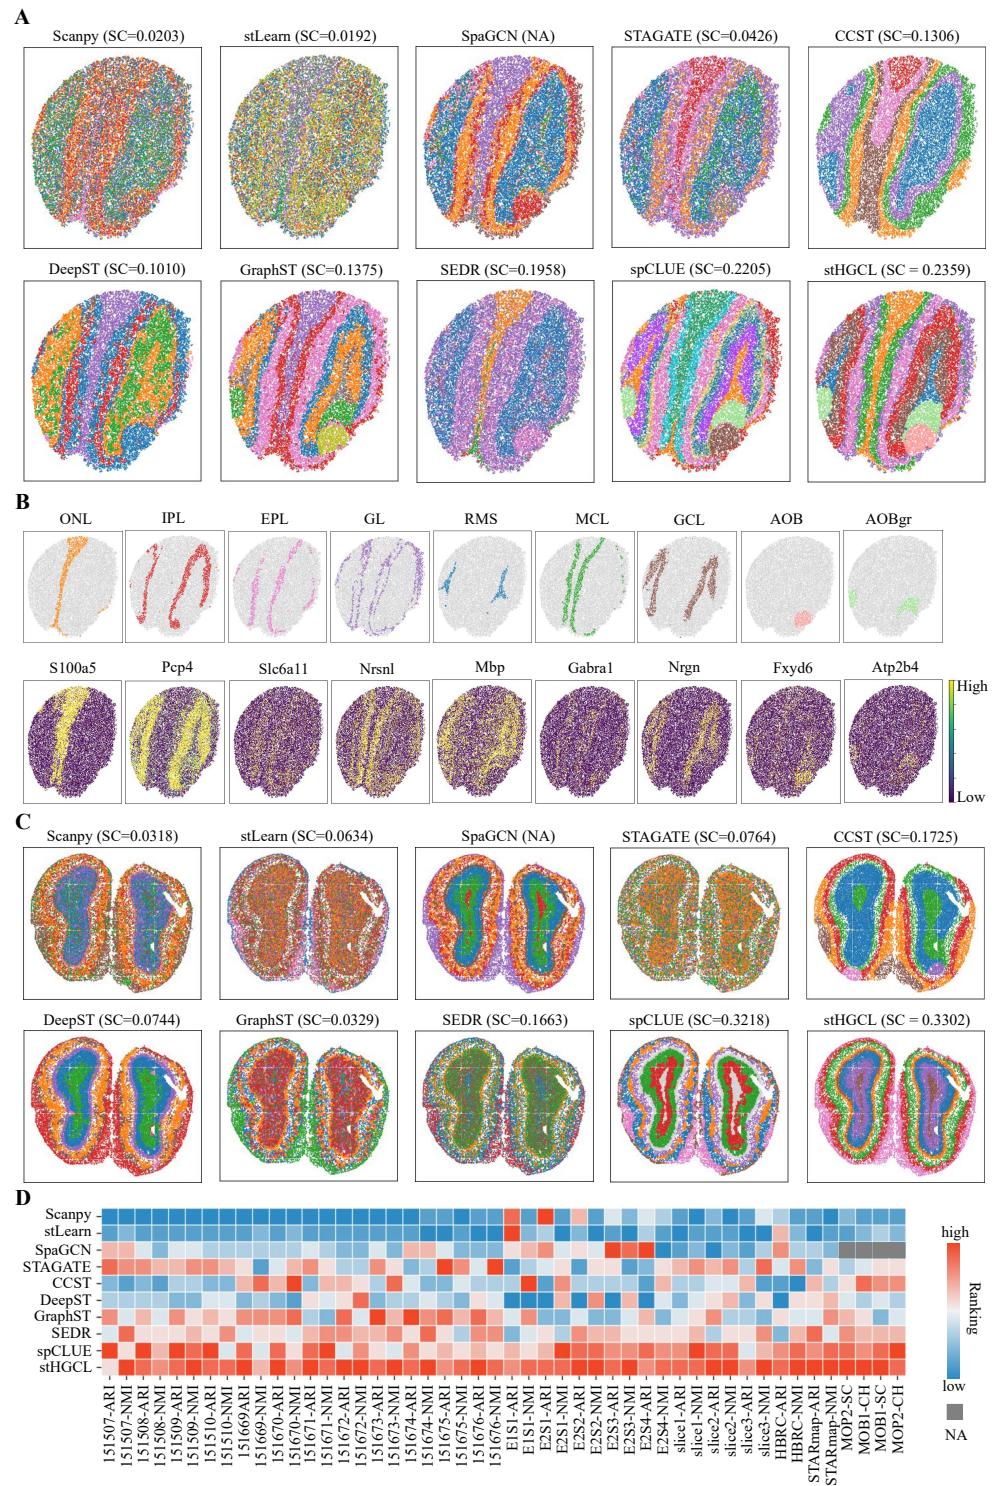 A
Scanpy (SC=0.0203)
stLearn (SC=0.0192)
SpaGCN (NA)
STAGATE (SC=0.0426)
CCST (SC=0.1306)
DeepST (SC=0.1010)
GraphST (SC=0.1375)
SEDR (SC=0.1958)
spCLUE (SC=0.2205)
stHGCL (SC = 0.2359)
B
ONL
IPL
EPL
GL
RMS
MCL
GCL
AOB
AOBgr
S100a5
Pcp4
Slc6a11
Nrsnl
Mbp
Gabra1
Nrgn
Fxyd6
Atp2b4
High
Low
C
Scanpy (SC=0.0318)
stLearn (SC=0.0634)
SpaGCN (NA)
STAGATE (SC=0.0764)
CCST (SC=0.1725)
DeepST (SC=0.0744)
GraphST (SC=0.0329)
SEDR (SC=0.1663)
spCLUE (SC=0.3218)
stHGCL (SC = 0.3302)
D
Scanpy
stLearn
SpaGCN
STAGATE
CCST
DeepST
GraphST
SEDR
spCLUE
stHGCL
high
Ranking
low
NA
151507-ARI
151507-NMI
151508-ARI
151508-NMI
151509-ARI
151509-NMI
151510-ARI
151510-NMI
151669ARI
151669-NMI
151670-ARI
151670-NMI
151671-ARI
151671-NMI
151672-ARI
151672-NMI
151673-ARI
151673-NMI
151674-ARI
151674-NMI
151675-ARI
151675-NMI
151676-ARI
151676-NMI
E1S1-ARI
E1S1-NMI
E2S1-ARI
E2S1-NMI
E2S2-ARI
E2S2-NMI
E2S3-ARI
E2S3-NMI
E2S4-ARI
E2S4-NMI
slice1-ARI
slice1-NMI
slice2-ARI
slice2-NMI
slice3-ARI
slice3-NMI
HBRC-ARI
HBRC-NMI
STARmap-ARI
STARmap-NMI
MOP2-SC
MOB1-CH
MOB1-SC
MOP2-CH